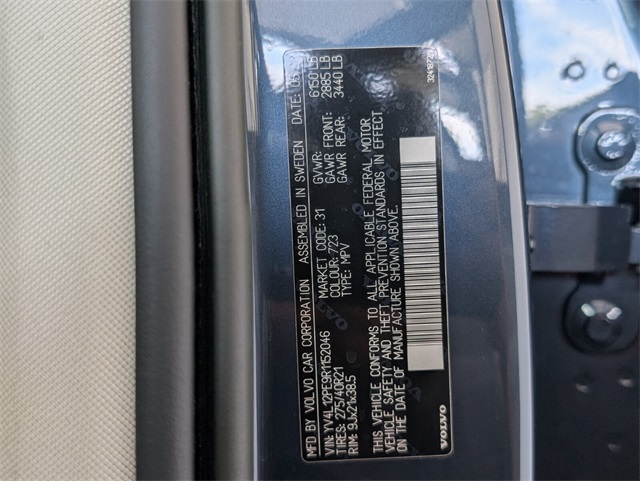 MFD BY VOLVO CAR CORPORATION ASSEMBLED IN SWEDEN DATE:
VIN: YV4L12PE9R1152046 MARKET CODE: 31 GVWR: 6150 LB
TIRES: 275/40R21 COLOUR: 723 GAWR FRONT: 2885 LB
RIM: 9Jx21x38.5 TYPE: MPV GAWR REAR: 3440 LB
THIS VEHICLE CONFORMS TO ALL APPLICABLE FEDERAL MOTOR
VEHICLE SAFETY AND THEFT PREVENTION STANDARDS IN EFFECT
ON DATE OF MANUFACTURE SHOWN ABOVE.
VOLVO